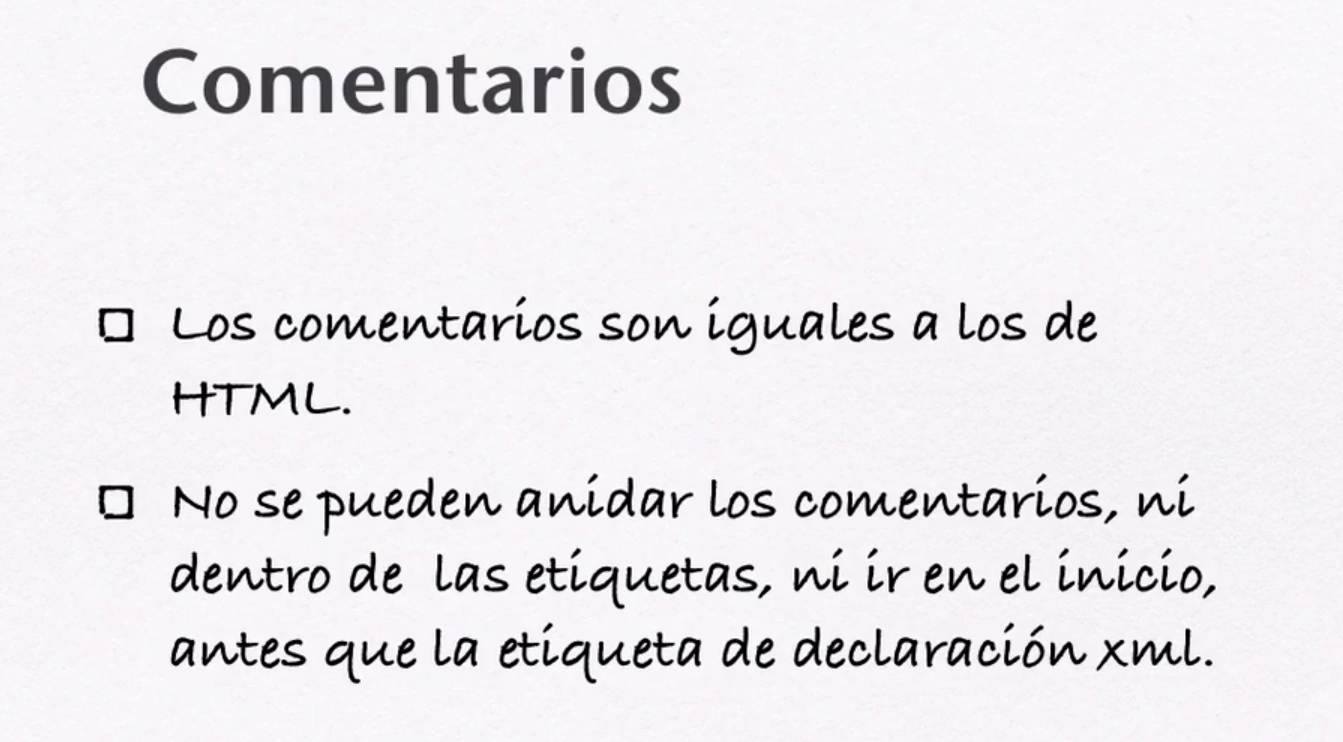 Comentarios
Los comentarios son iguales a los de
HTML.
No se pueden anidar los comentarios, ni
dentro de las etiquetas, ni ir en el inicio,
antes que la etiqueta de declaración xml.